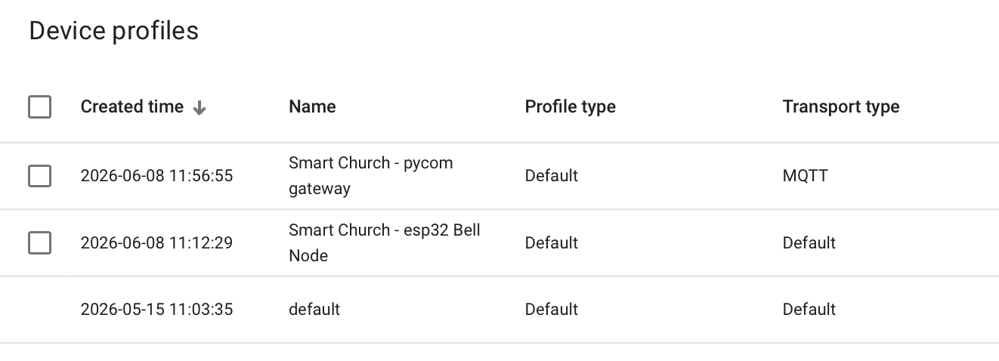 Device profiles
Created time Name Profile type Transport type
2026-06-08 11:56:55 Smart Church - pycom gateway Default MQTT
2026-06-08 11:12:29 Smart Church - esp32 Bell Node Default Default
2026-05-15 11:03:35 default Default Default